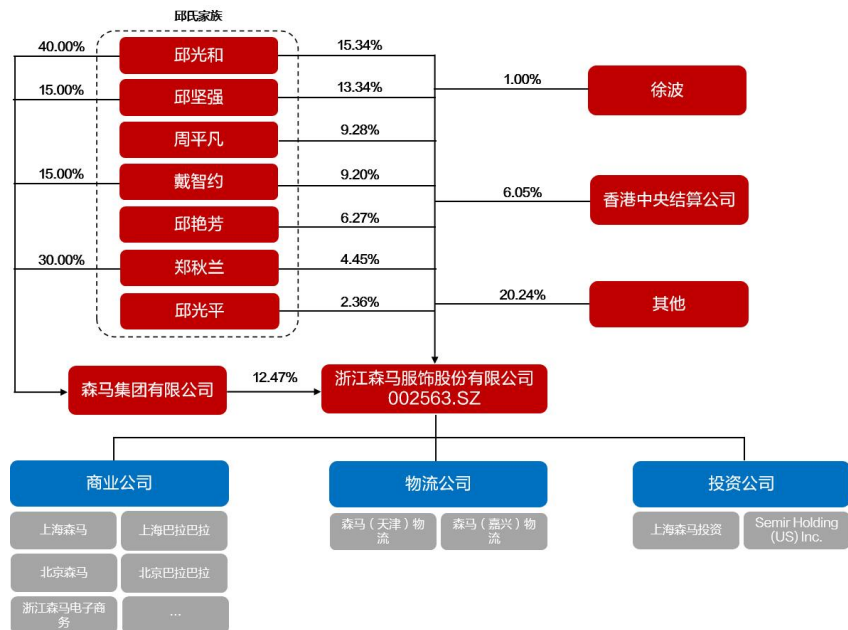 邱氏家族
40.00%
邱光和
15.34%
1.00%
徐波
15.00%
邱坚强
13.34%
周平凡
9.28%
15.00%
戴智约
9.20%
6.05%
香港中央结算公司
邱艳芳
6.27%
30.00%
郑秋兰
4.45%
20.24%
其他
邱光平
2.36%
森马集团有限公司
12.47%
浙江森马服饰股份有限公司
002563.SZ
商业公司
物流公司
投资公司
上海森马
上海巴拉巴拉
森马（天津）物
流
森马（嘉兴）物
流
上海森马投资
Semir Holding
(US) Inc.
北京森马
北京巴拉巴拉
浙江森马电子商
务
...